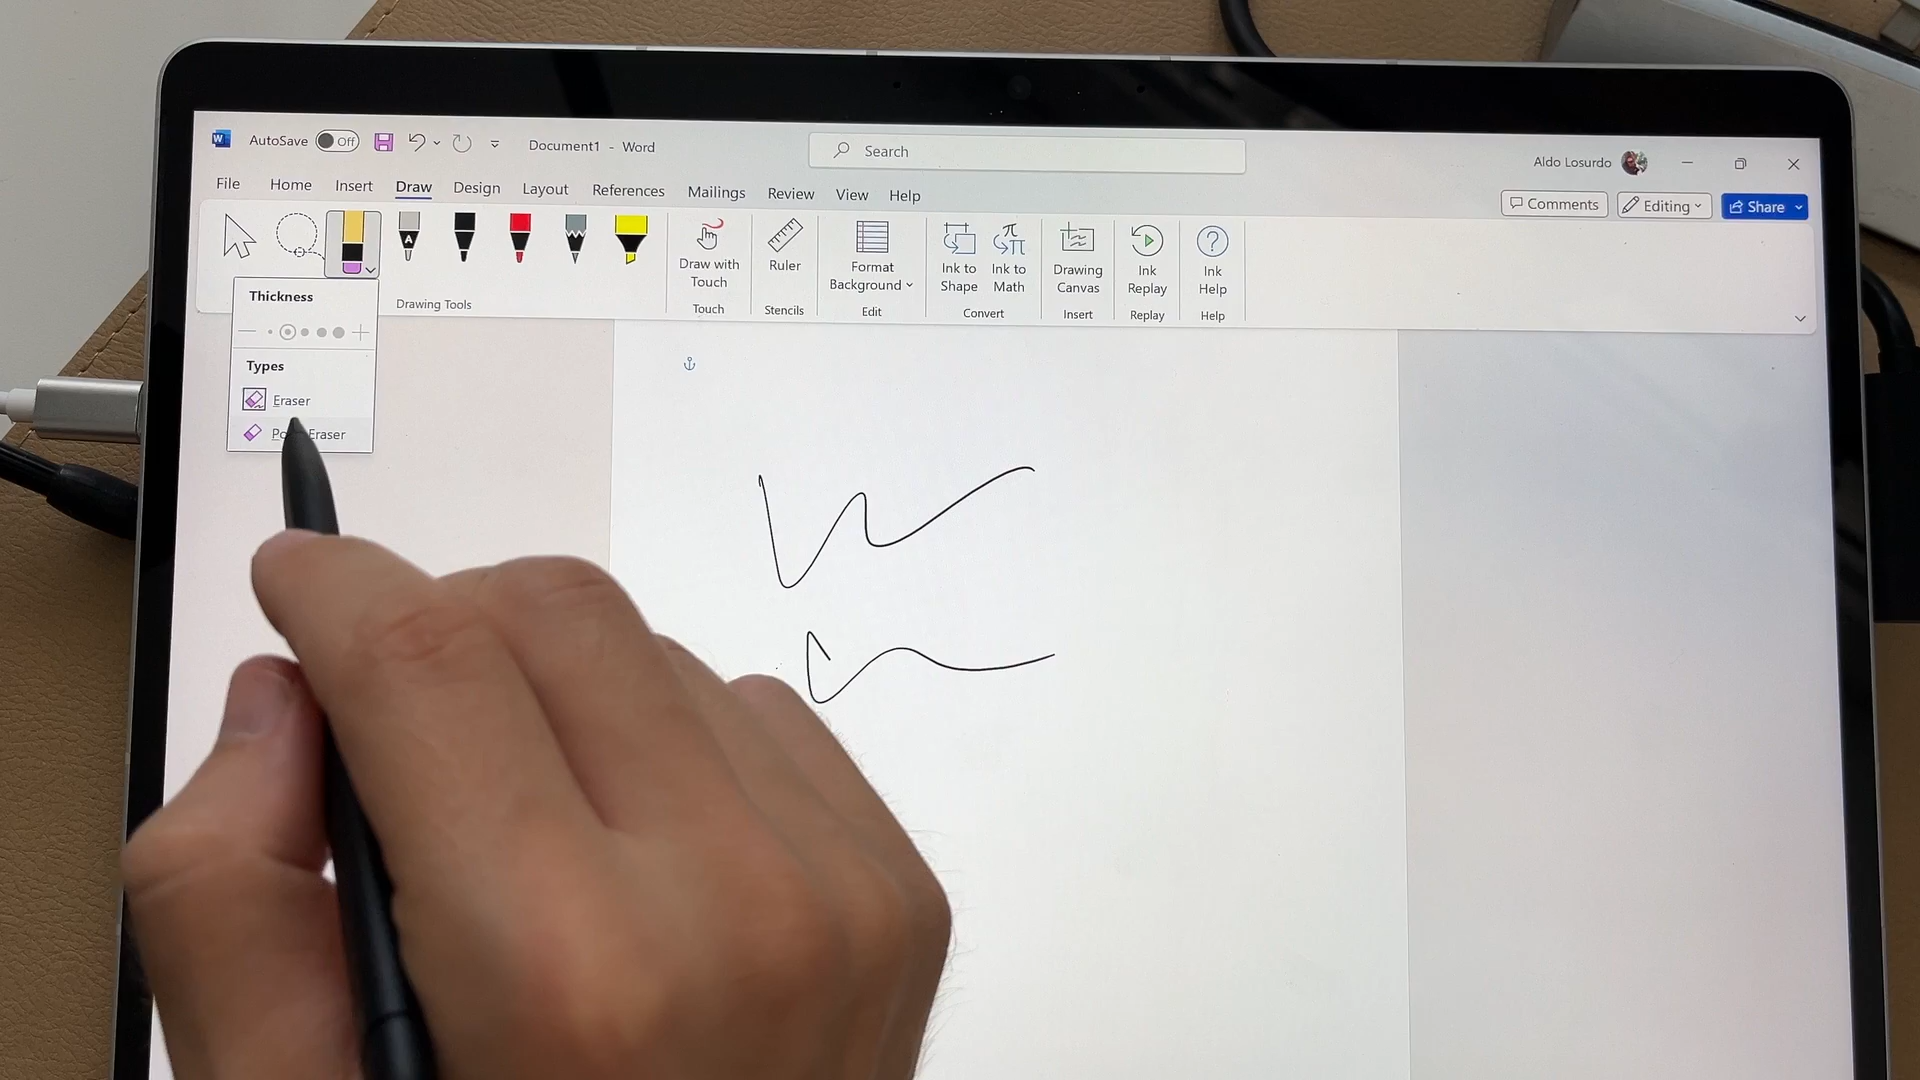 W
AutoSave Off Document1 - Word Search Aldo Losurdo
File Home Insert Draw Design Layout References Mailings Review View Help Comments Editing Share
A
Draw with Touch
Ruler
Format Background
Ink to Shape
Ink to Math
Drawing Canvas
Ink Replay
Ink Help
Drawing Tools Touch Stencils Edit Convert Insert Replay Help
Thickness
Types
Eraser
Eraser